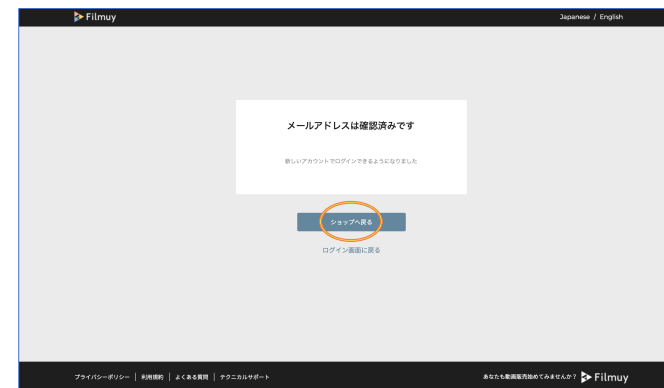 Filmuy
Japanese / English
メールアドレスは確認済みです
新しいアカウントでログインできるようになりました
ショップへ戻る
ログイン画面に戻る
プライバシーポリシー | 利用規約 | よくある質問 | テクニカルサポート
あなたも動画販売始めてみませんか? Filmuy